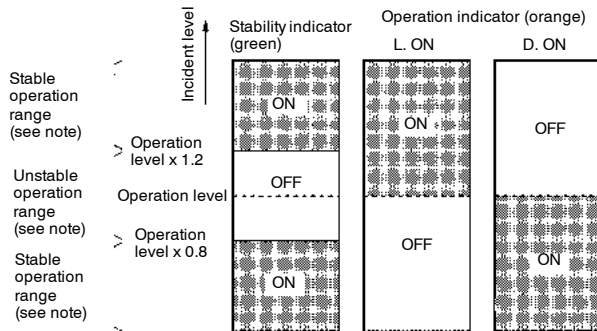 Incident level
Stability indicator
(green)
Operation indicator (orange)
L. ON
D. ON
Stable
operation
range
(see note)
Operation
level x 1.2
Unstable
operation
range
(see note)
Operation level
Operation
level x 0.8
Stable
operation
range
(see note)
ON
OFF
ON
ON
OFF
OFF
ON